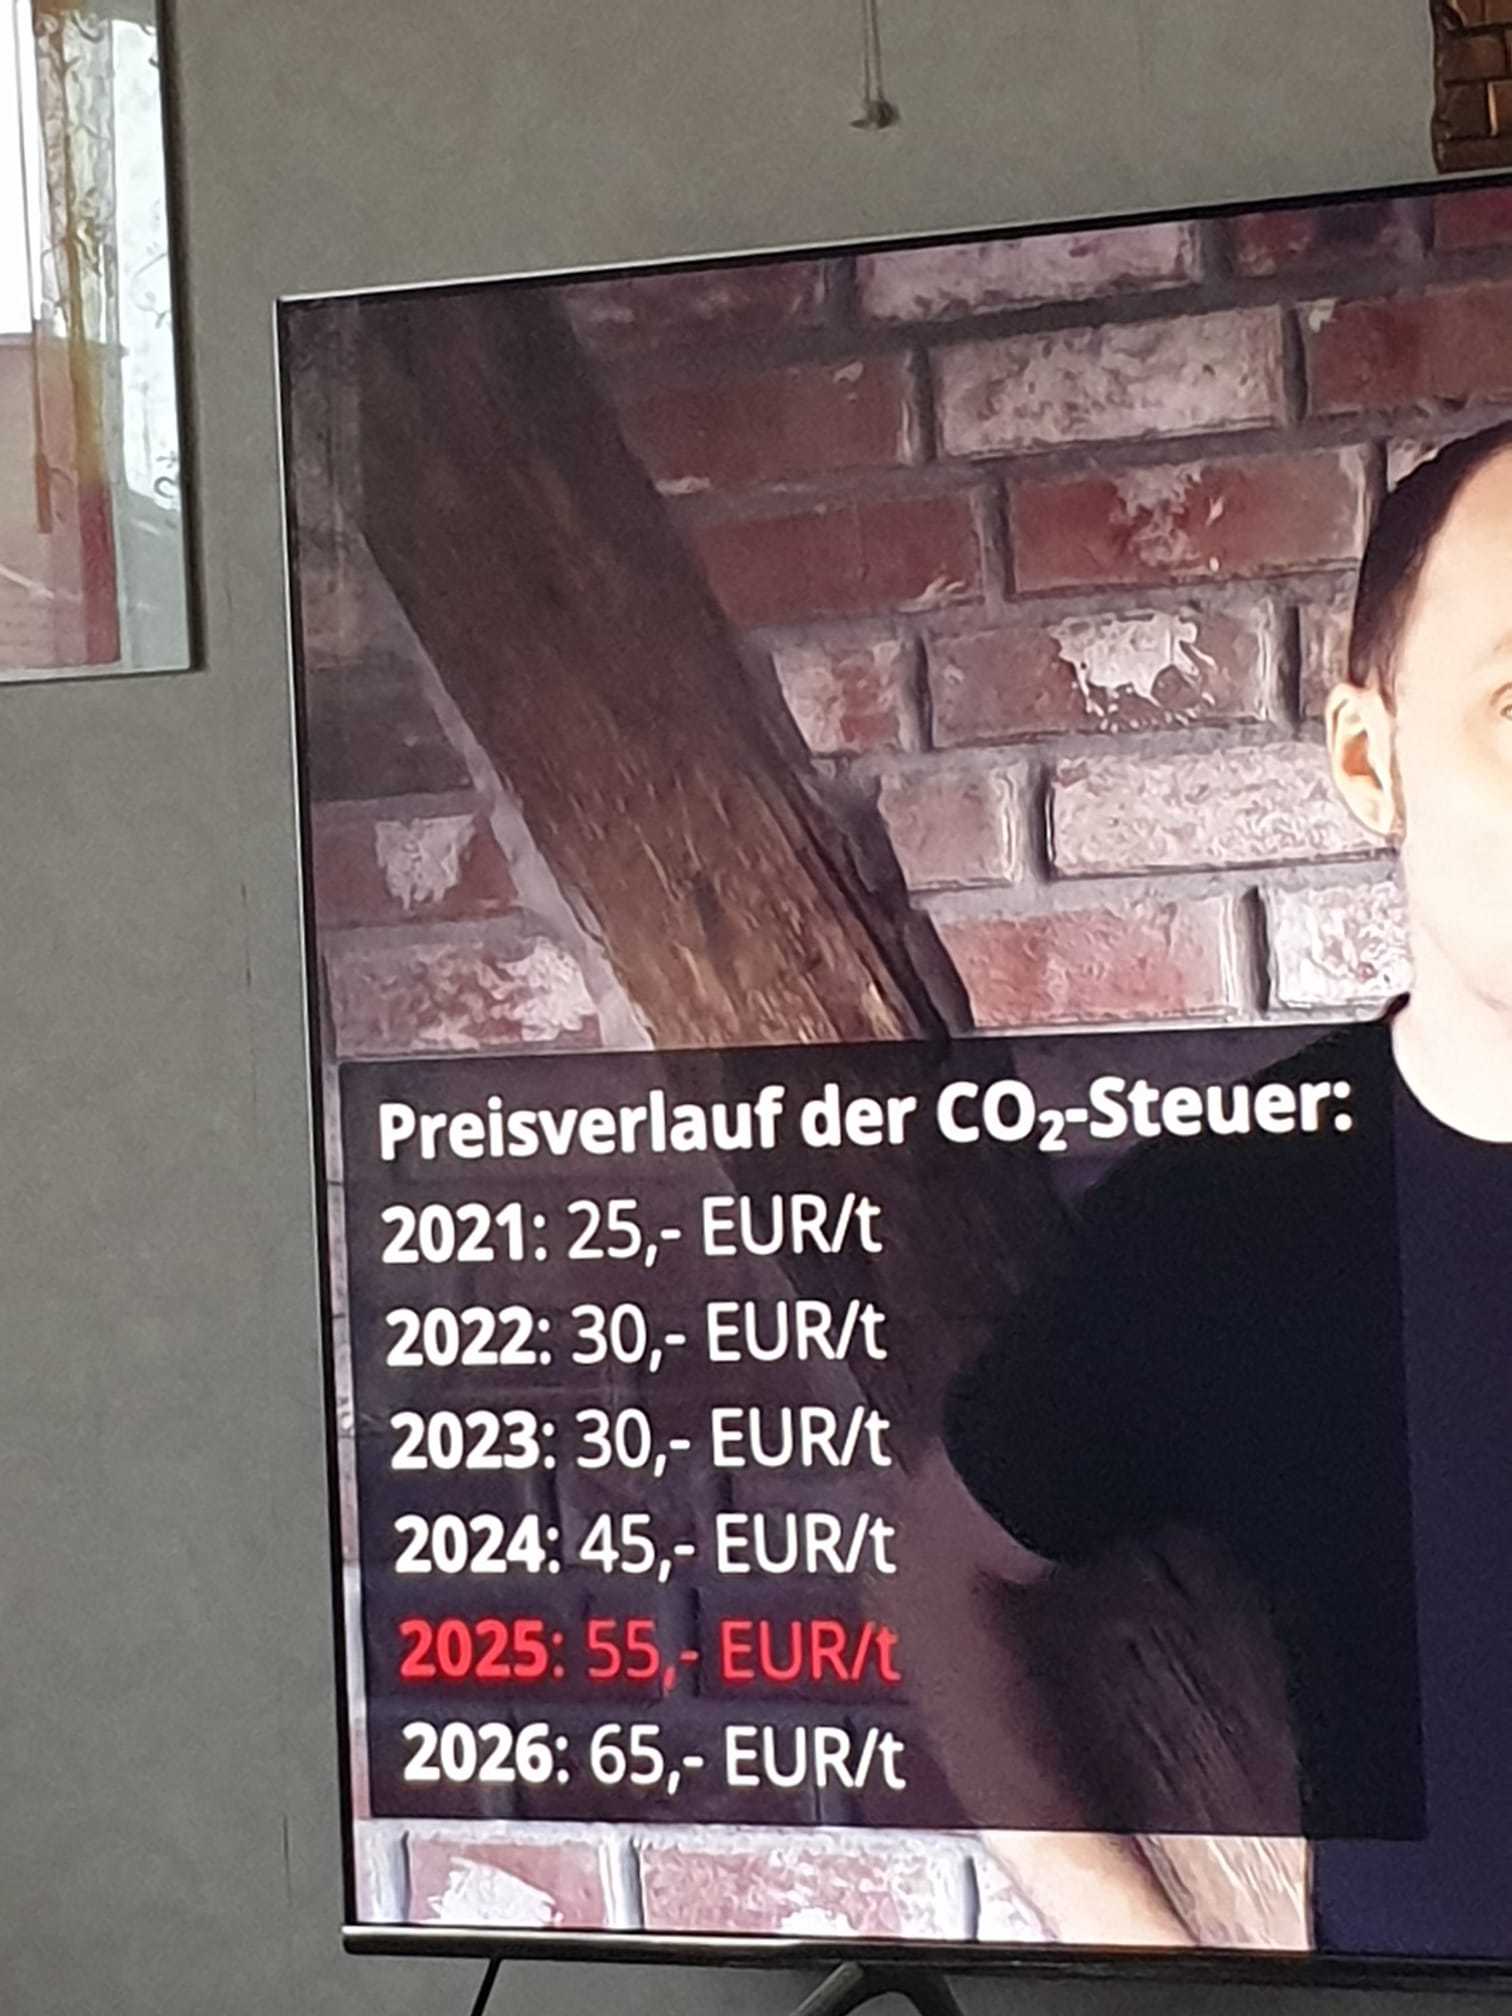 Preisverlauf der CO₂-Steuer:
2021: 25,- EUR/t
2022: 30,- EUR/t
2023: 30,- EUR/t
2024: 45,- EUR/t
2025: 55,- EUR/t
2026: 65,- EUR/t